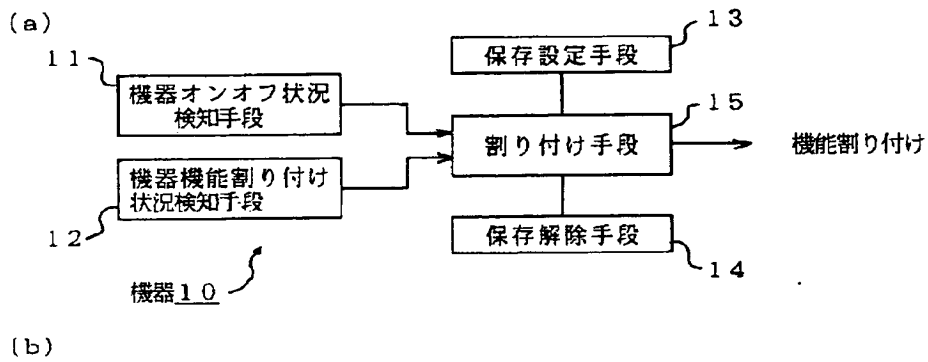 (a)
13
11
保存設定手段
機器オンオフ状況
検知手段
15
割り付け手段
機能割り付け
機器機能割り付け
状況検知手段
12
保存解除手段
14
機器10
(b)